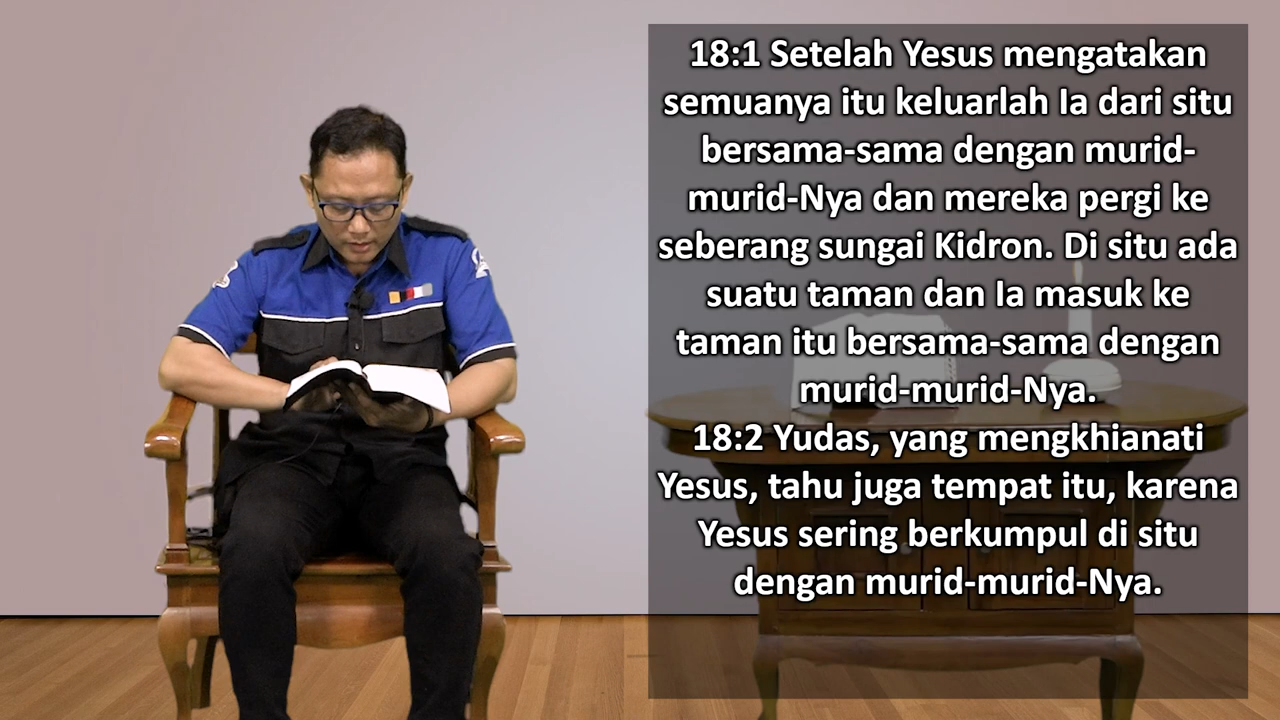 18:1 Setelah Yesus mengatakan
semuanya itu keluarlah Ia dari situ
bersama-sama dengan murid-
murid-Nya dan mereka pergi ke
seberang sungai Kidron. Di situ ada
suatu taman dan Ia masuk ke
taman itu bersama-sama dengan
murid-murid-Nya.
18:2 Yudas, yang mengkhianati
Yesus, tahu juga tempat itu, karena
Yesus sering berkumpul di situ
dengan murid-murid-Nya.